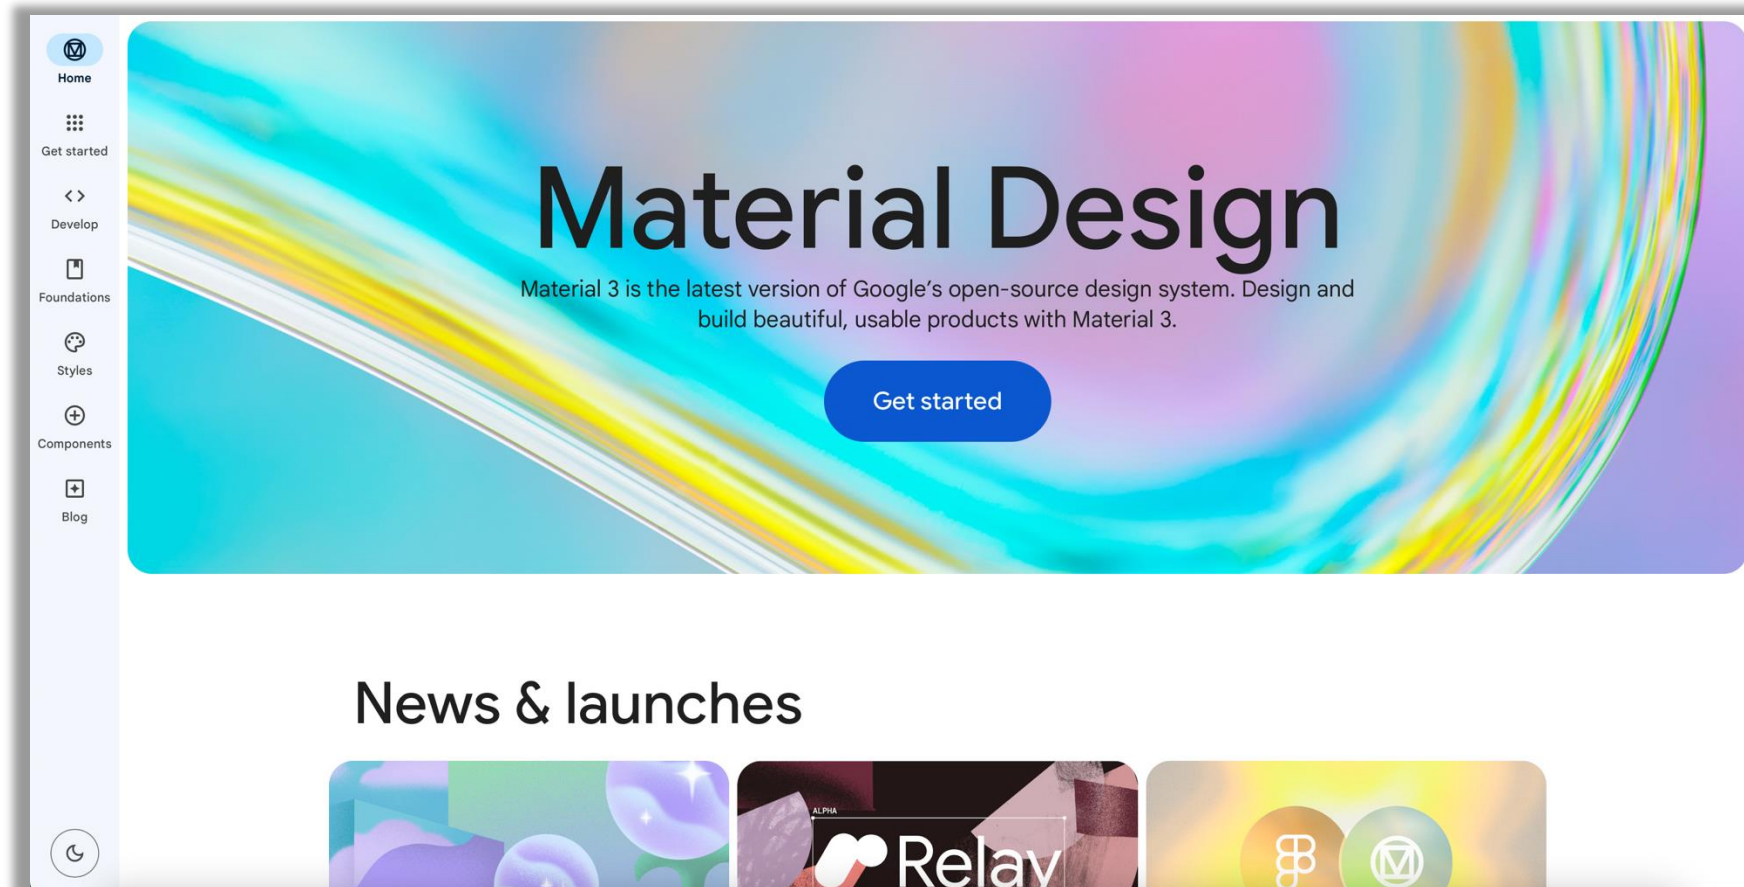 Home
Get started
Develop
Foundations
Styles
Components
Blog
Material Design
Material 3 is the latest version of Google’s open-source design system. Design and
build beautiful, usable products with Material 3.
Get started
News & launches
ALPHA
Relay